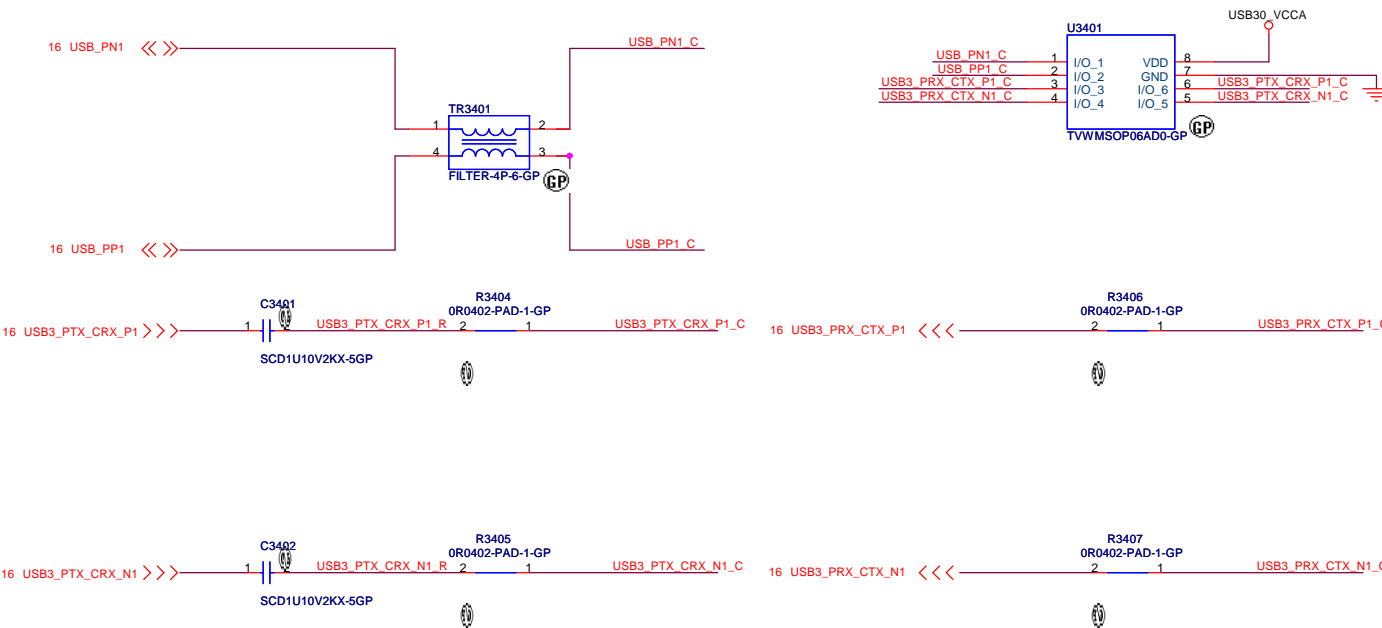 USB30_VCCA
16 USB_PN1
USB_PN1_C
U3401
USB_PN1_C 1 I/O_1 VDD 8
USB_PP1_C 2 I/O_2 GND 7
USB3_PRX_CTX_P1_C 3 I/O_3 I/O_6 6 USB3_PTX_CRX_P1_C
USB3_PRX_CTX_N1_C 4 I/O_4 I/O_5 5 USB3_PTX_CRX_N1_C
TVWMSOP06AD0-GP GP
TR3401
1 2
4 3
FILTER-4P-6-GP GP
16 USB_PP1
USB_PP1_C
C3401
R3404
0R0402-PAD-1-GP
R3406
0R0402-PAD-1-GP
16 USB3_PTX_CRX_P1 1 2 USB3_PTX_CRX_P1_R 2 1 USB3_PTX_CRX_P1_C
16 USB3_PRX_CTX_P1 2 1 USB3_PRX_CTX_P1_C
SCD1U10V2KX-5GP
C3402
R3405
0R0402-PAD-1-GP
R3407
0R0402-PAD-1-GP
16 USB3_PTX_CRX_N1 1 2 USB3_PTX_CRX_N1_R 2 1 USB3_PTX_CRX_N1_C
16 USB3_PRX_CTX_N1 2 1 USB3_PRX_CTX_N1_C
SCD1U10V2KX-5GP